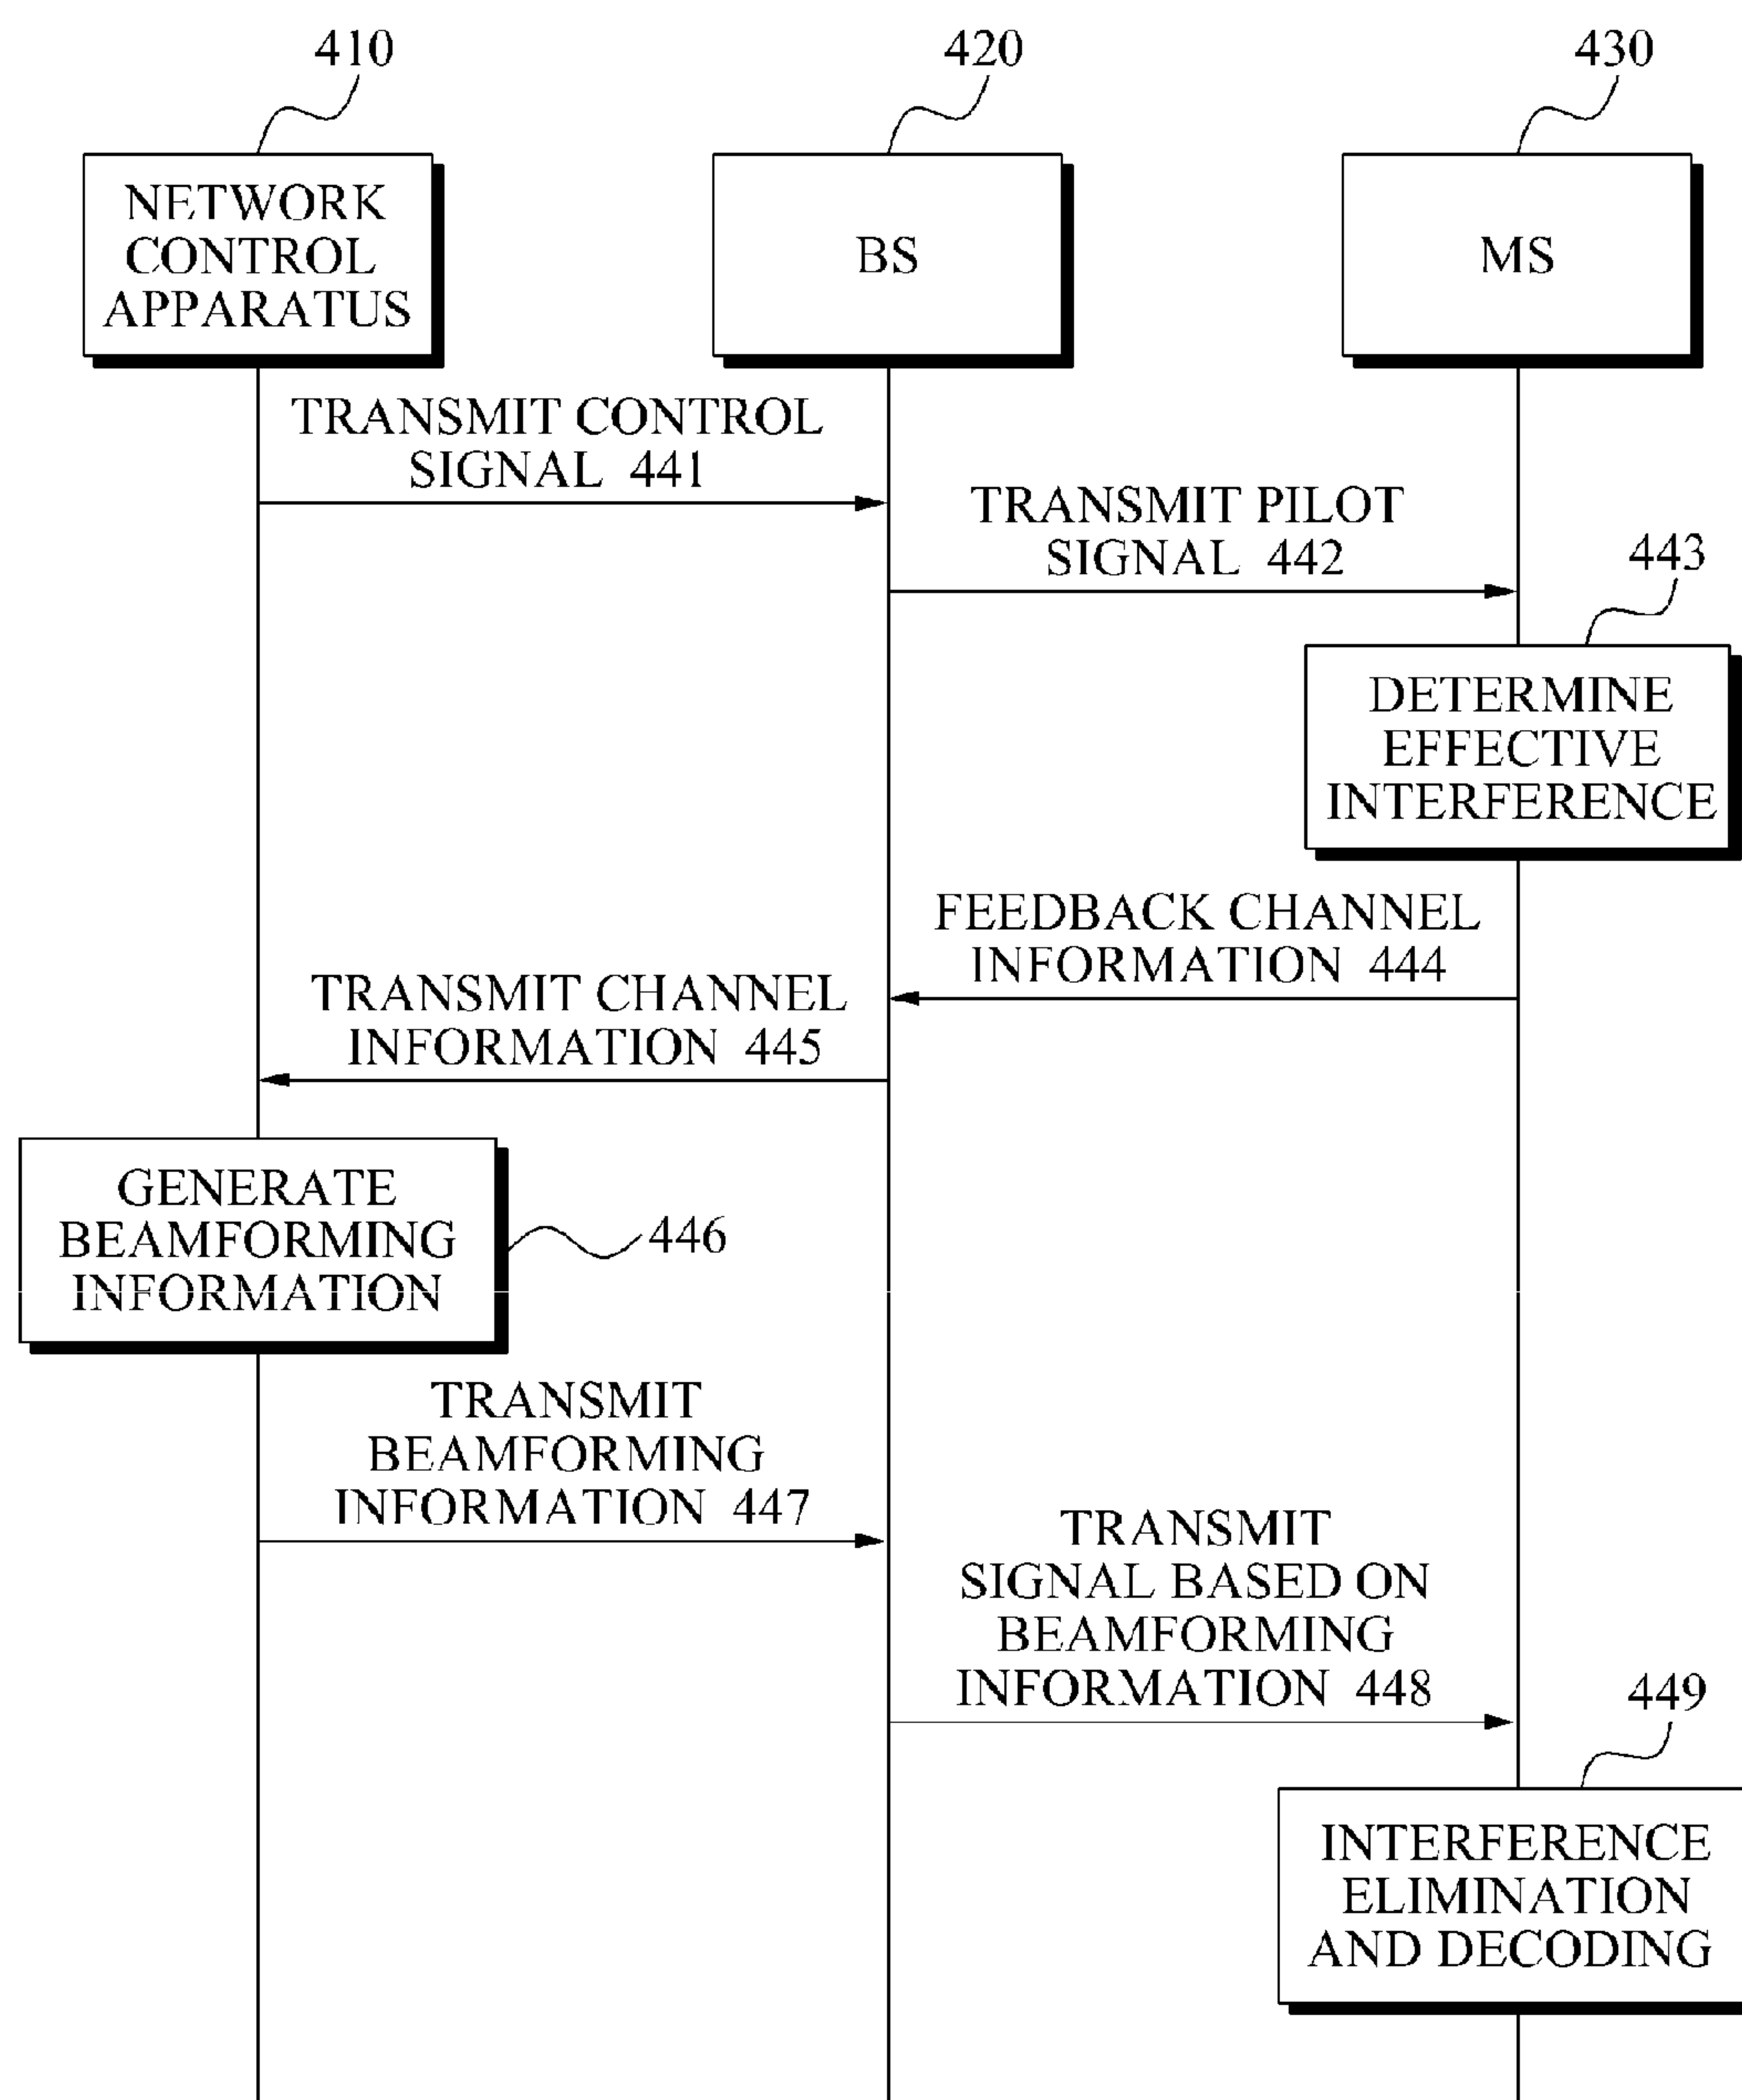 410
420
430
NETWORK
CONTROL
APPARATUS
BS
MS
TRANSMIT CONTROL
SIGNAL 441
TRANSMIT PILOT
SIGNAL 442
443
DETERMINE
EFFECTIVE
INTERFERENCE
FEEDBACK CHANNEL
INFORMATION 444
TRANSMIT CHANNEL
INFORMATION 445
GENERATE
BEAMFORMING
INFORMATION
446
TRANSMIT
BEAMFORMING
INFORMATION 447
TRANSMIT
SIGNAL BASED ON
BEAMFORMING
INFORMATION 448
449
INTERFERENCE
ELIMINATION
AND DECODING